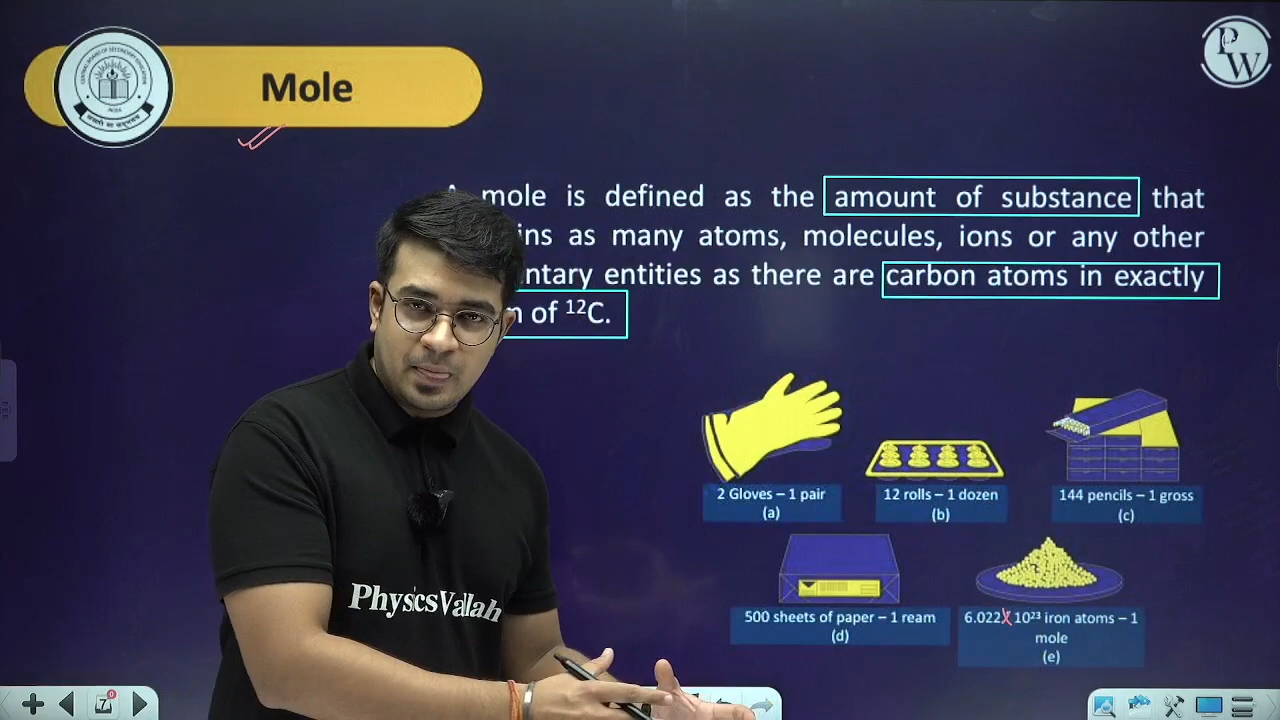 Mole
PW
mole is defined as the amount of substance that
ins as many atoms, molecules, ions or any other
ntary entities as there are carbon atoms in exactly
m of ¹²C.
2 Gloves – 1 pair
(a)
12 rolls – 1 dozen
(b)
144 pencils – 1 gross
(c)
500 sheets of paper – 1 ream
(d)
6.022 X 10²³ iron atoms – 1
mole
(e)
PhysicsWallah